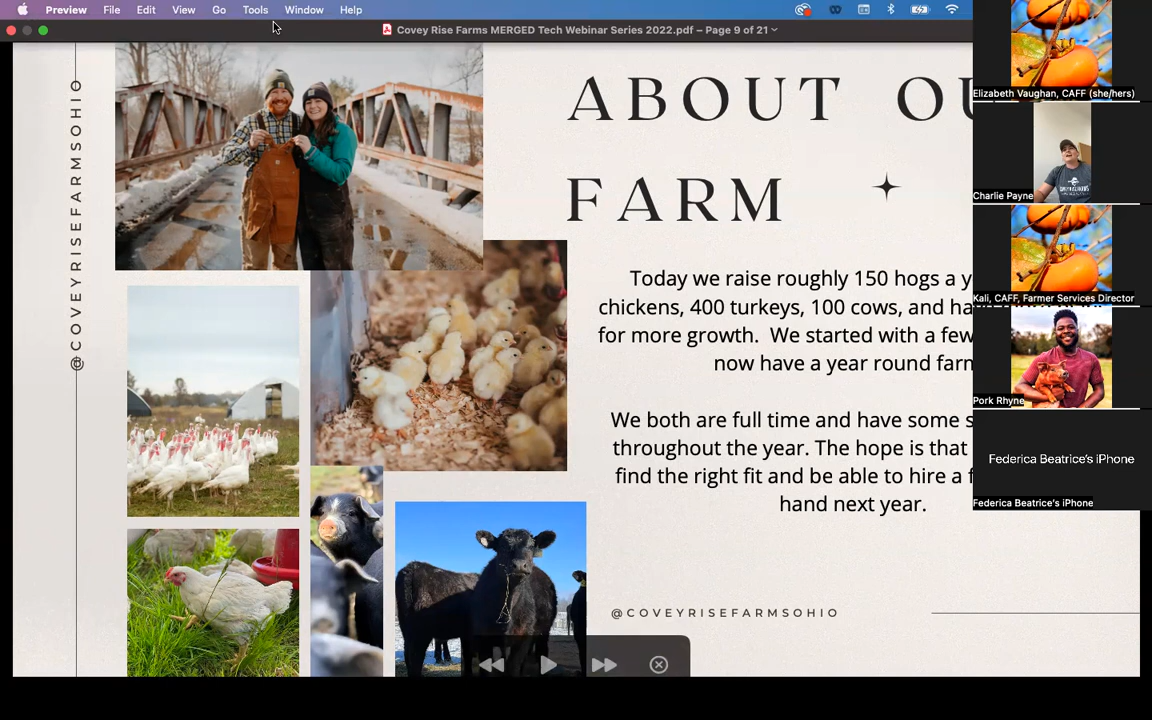 Preview File Edit View Go Tools Window Help
Covey Rise Farms MERGED Tech Webinar Series 2022.pdf – Page 9 of 21
@COVEYRISEFARMSOHIO
ABOUT OU
FARM
Today we raise roughly 150 hogs a y
chickens, 400 turkeys, 100 cows, and ha
for more growth. We started with a few
now have a year round farm
We both are full time and have some s
throughout the year. The hope is that
find the right fit and be able to hire a f
hand next year.
@COVEYRISEFARMSOHIO
Elizabeth Vaughan, CAFF (she/hers)
Charlie Payne
Kali, CAFF, Farmer Services Director
Pork Rhyne
Federica Beatrice's iPhone
Federica Beatrice's iPhone